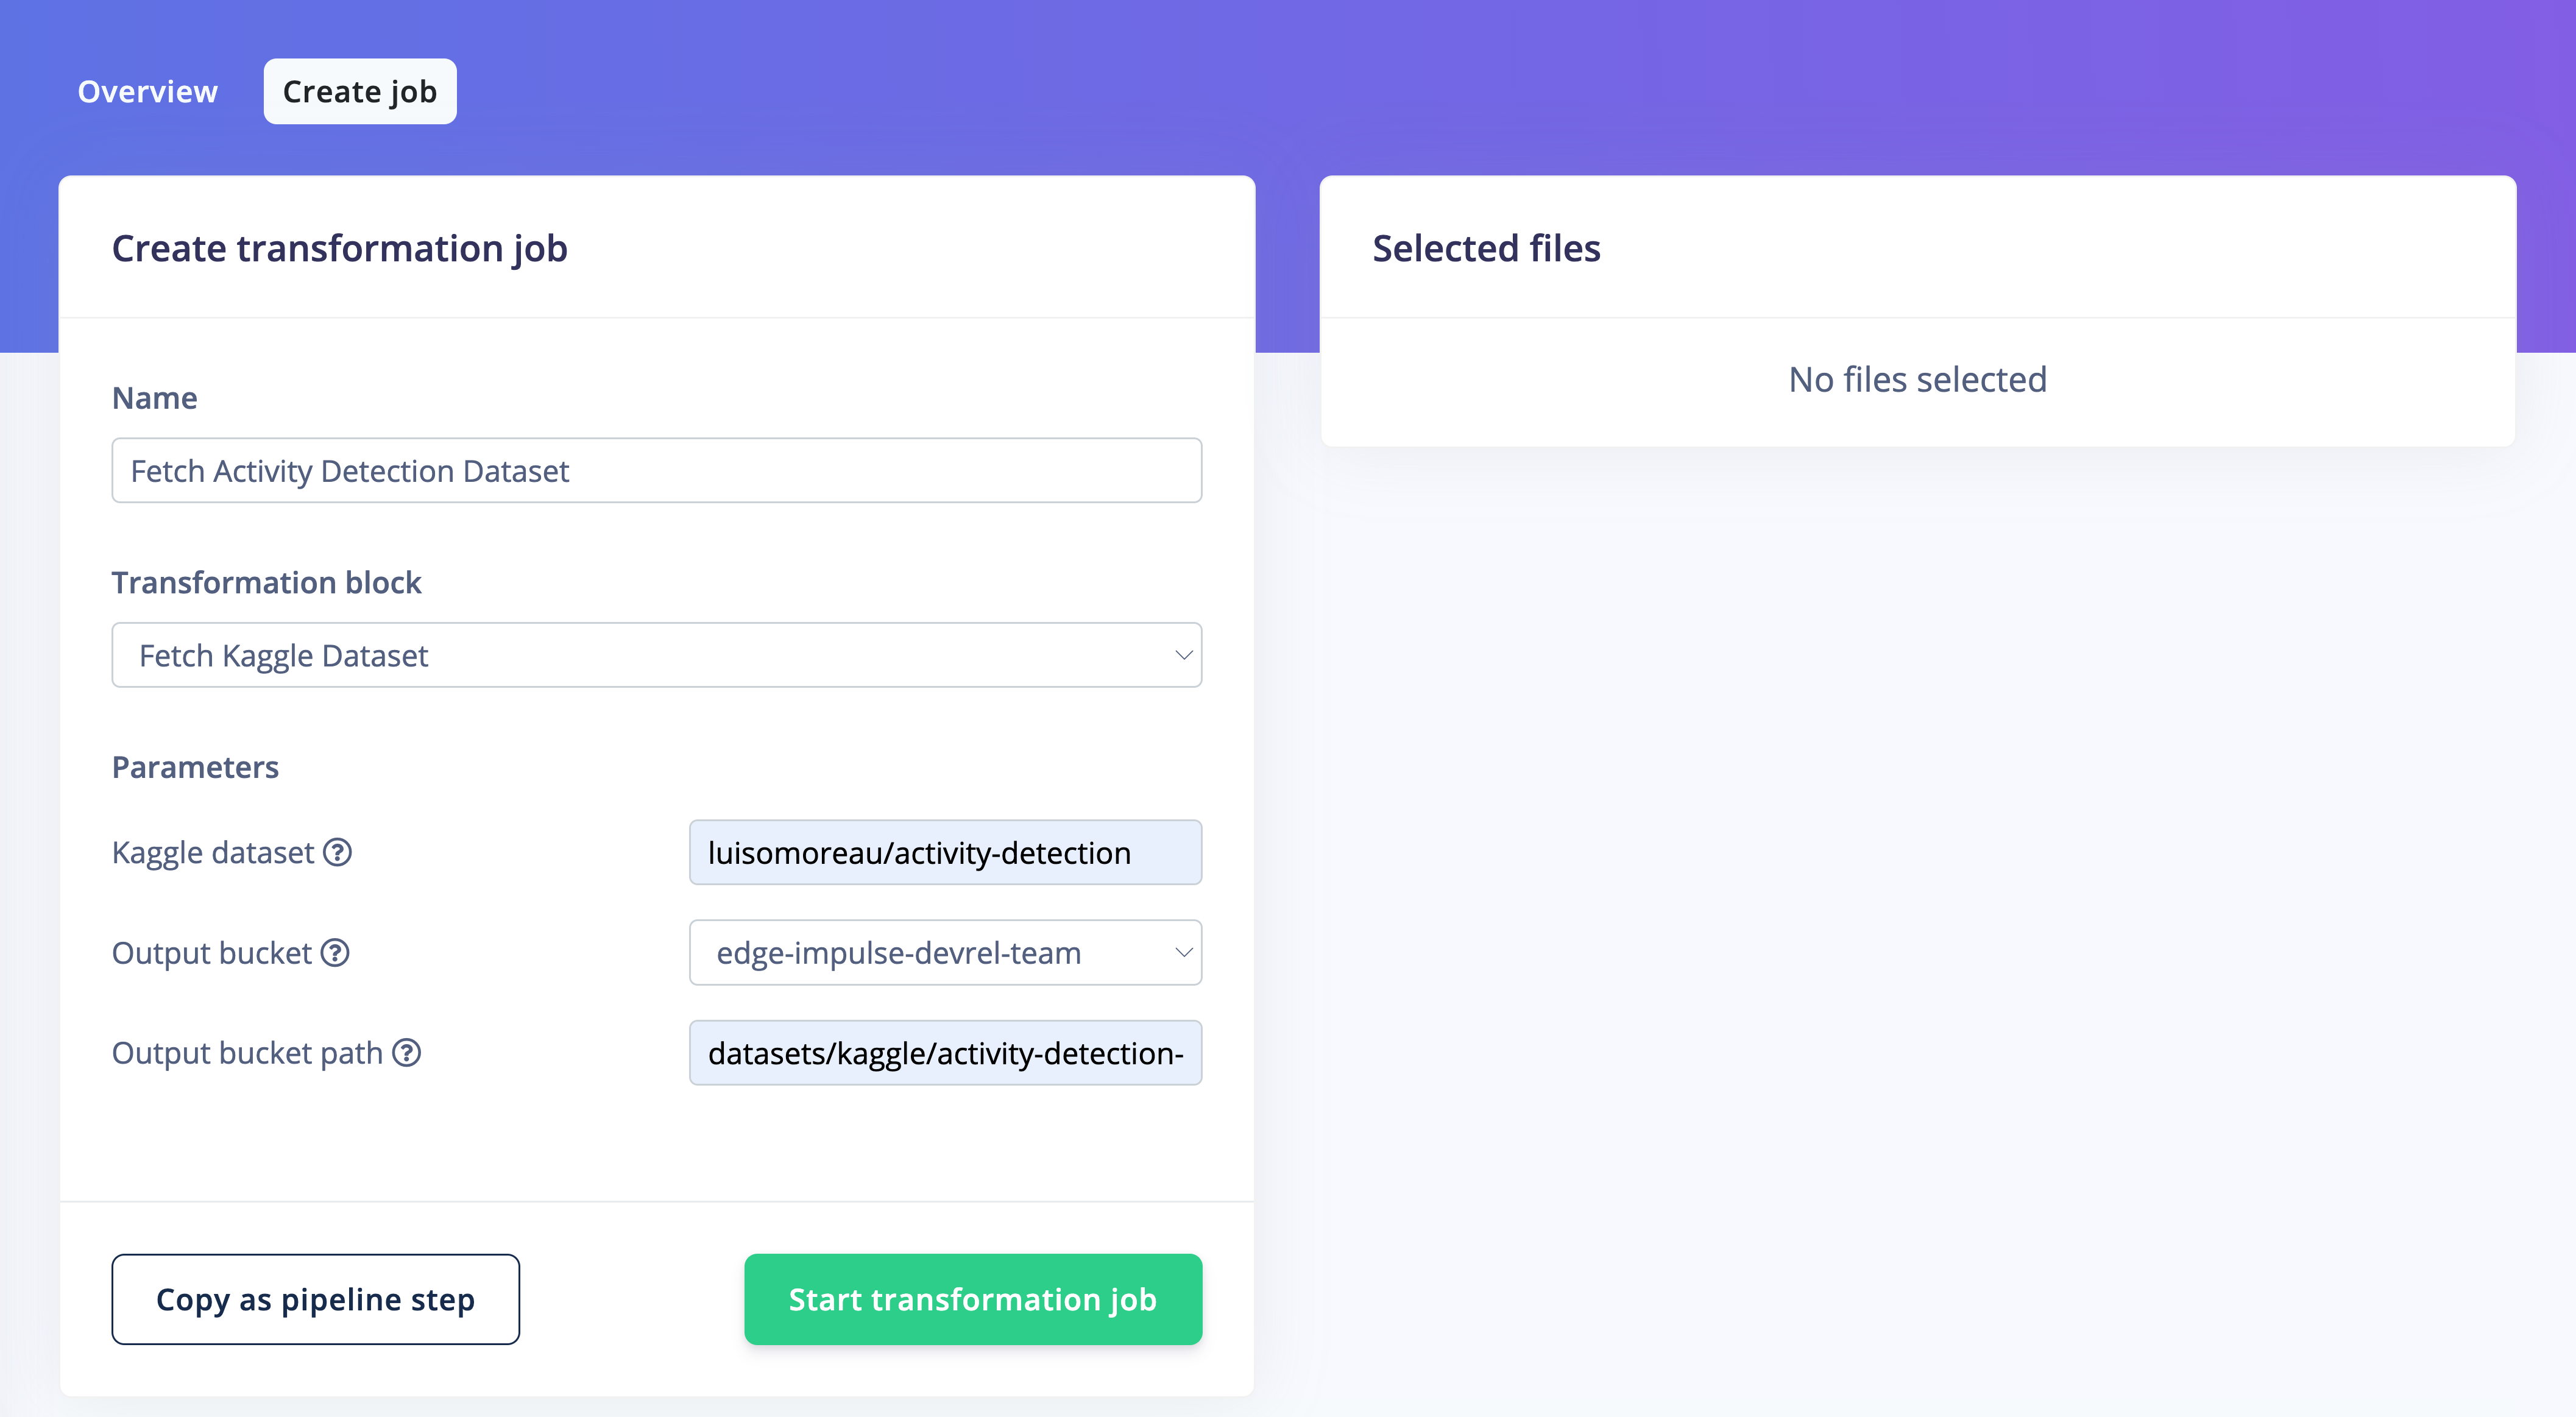 Overview
Create job
Create transformation job
Name
Fetch Activity Detection Dataset
Transformation block
Fetch Kaggle Dataset
Parameters
Kaggle dataset
luisomoreau/activity-detection
Output bucket
edge-impulse-devrel-team
Output bucket path
datasets/kaggle/activity-detection-
Copy as pipeline step
Start transformation job
Selected files
No files selected